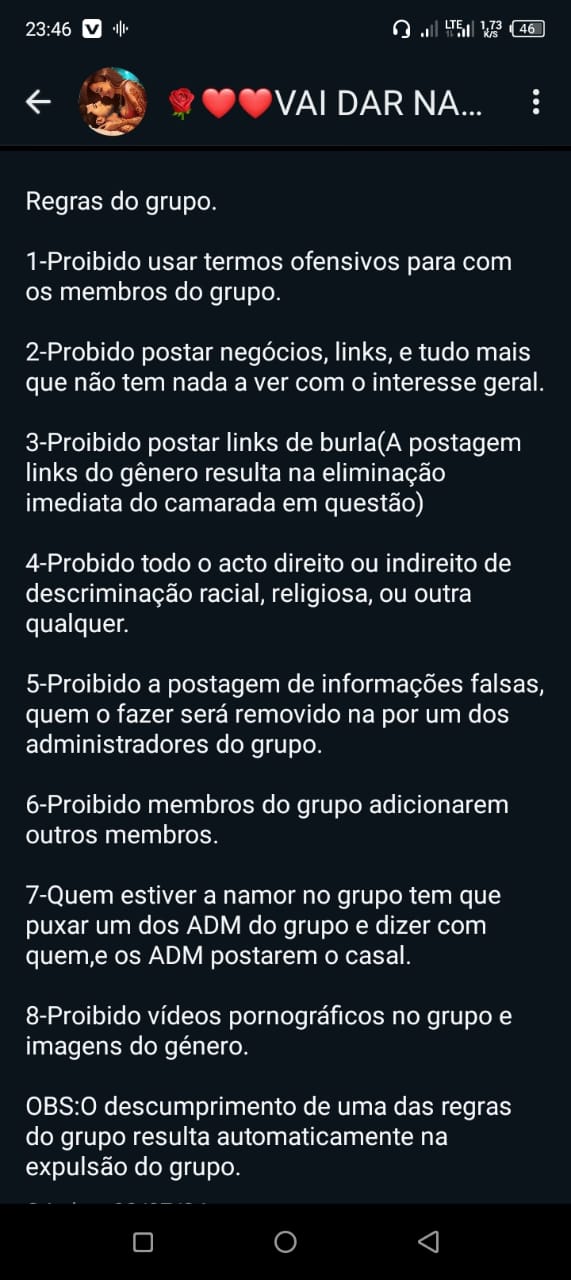 23:46
LTE 1,73 K/s 46
VAI DAR NA...
Regras do grupo.
1-Proibido usar termos ofensivos para com
os membros do grupo.
2-Probido postar negócios, links, e tudo mais
que não tem nada a ver com o interesse geral.
3-Proibido postar links de burla(A postagem
links do gênero resulta na eliminação
imediata do camarada em questão)
4-Probido todo o acto direito ou indireito de
descriminação racial, religiosa, ou outra
qualquer.
5-Proibido a postagem de informações falsas,
quem o fazer será removido na por um dos
administradores do grupo.
6-Proibido membros do grupo adicionarem
outros membros.
7-Quem estiver a namor no grupo tem que
puxar um dos ADM do grupo e dizer com
quem,e os ADM postarem o casal.
8-Proibido vídeos pornográficos no grupo e
imagens do género.
OBS:O descumprimento de uma das regras
do grupo resulta automaticamente na
expulsão do grupo.